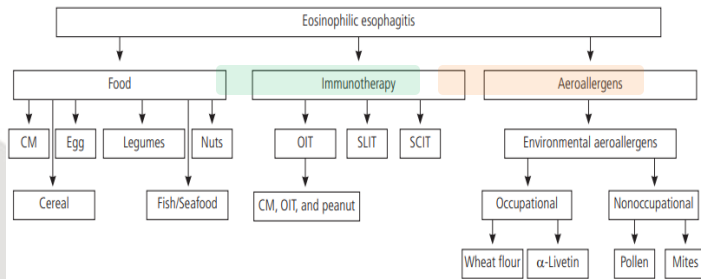 Eosinophilic esophagitis
Food
Immunotherapy
Aeroallergens
CM
Egg
Legumes
Nuts
OIT
SLIT
SCIT
Environmental aeroallergens
Cereal
Fish/Seafood
CM, OIT, and peanut
Occupational
Nonoccupational
Wheat flour
α-Livetin
Pollen
Mites